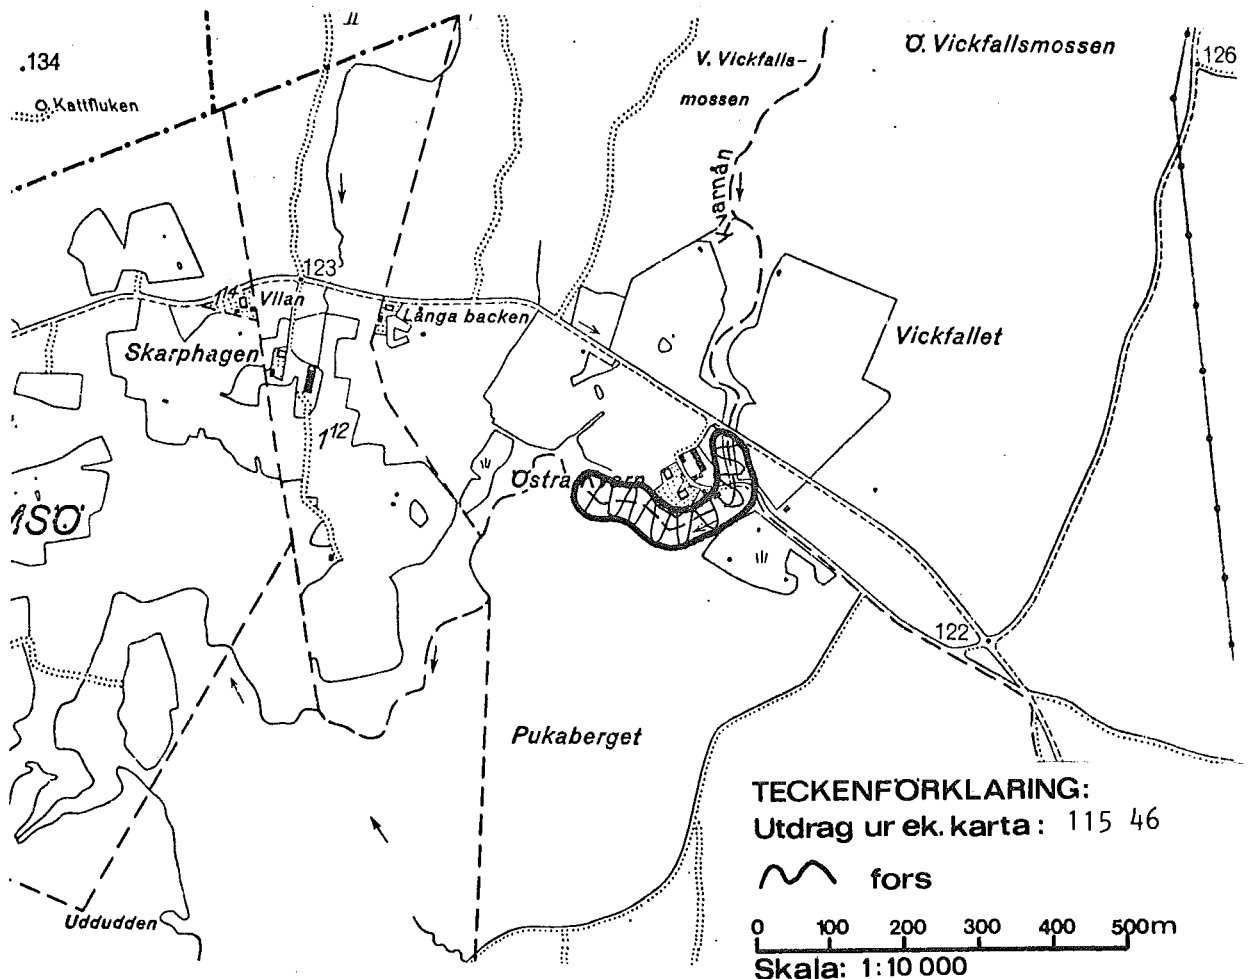 .134
Kattfluken
V. Vickfalls-
mossen
Ö. Vickfallsmossen
126
Kvarnån
123
1¹⁴
Vilan
Långa backen
Skarphagen
Vickfallet
1¹²
Östra
MSÖ
122
Pukaberget
Uddudden
TECKENFÖRKLARING:
Utdrag ur ek. karta: 115 46
fors
0 100 200 300 400 500m
Skala: 1:10 000